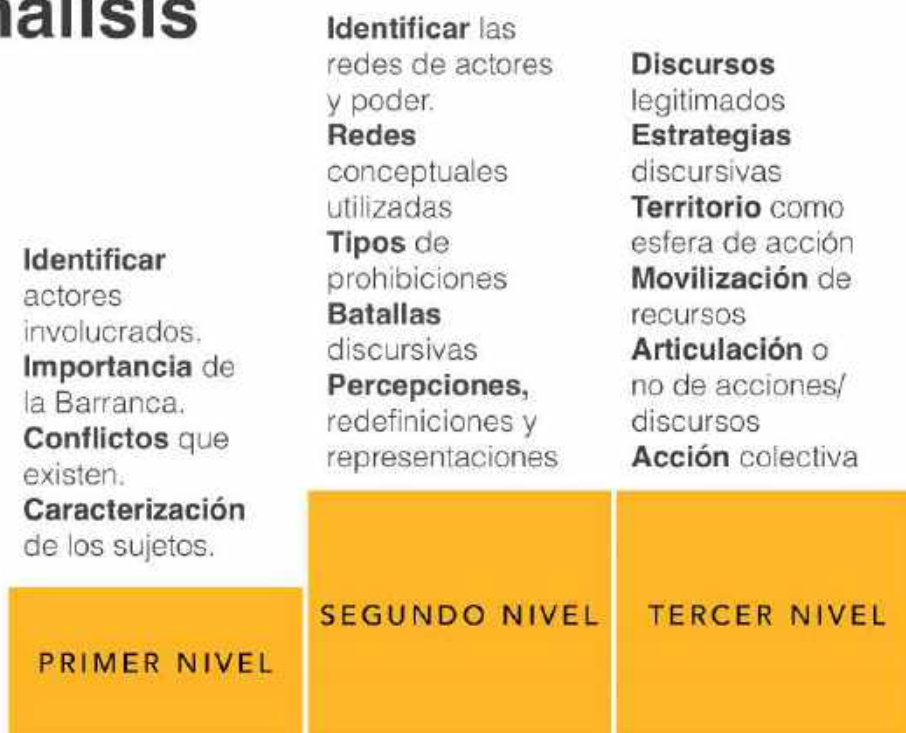 nálisis
Identificar
actores
involucrados.
Importancia de
la Barranca.
Conflictos que
existen.
Caracterización
de los sujetos.
PRIMER NIVEL
Identificar las
redes de actores
y poder.
Redes
conceptuales
utilizadas
Tipos de
prohibiciones
Batallas
discursivas
Percepciones,
redefiniciones y
representaciones
SEGUNDO NIVEL
Discursos
legitimados
Estrategias
discursivas
Territorio como
esfera de acción
Movilización de
recursos
Articulación o
no de acciones/
discursos
Acción colectiva
TERCER NIVEL